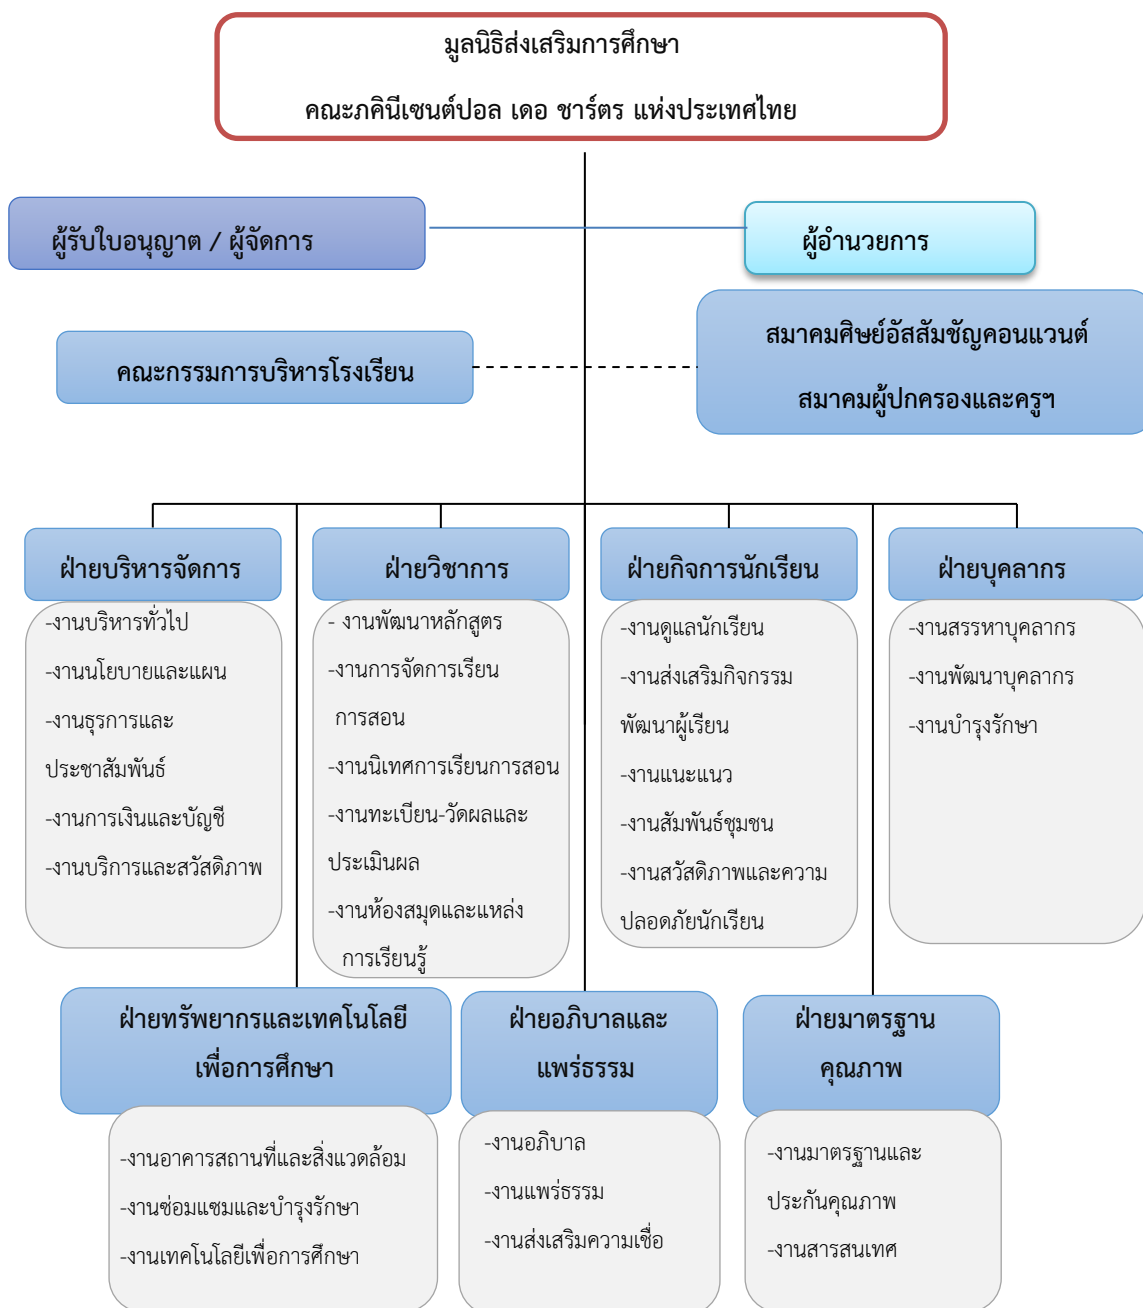 มูลนิธิส่งเสริมการศึกษา
คณะภคินีเซนต์ปอล เดอ ชาร์ตร แห่งประเทศไทย
ผู้รับใบอนุญาต / ผู้จัดการ
ผู้อำนวยการ
คณะกรรมการบริหารโรงเรียน
สมาคมศิษย์อัสสัมชัญคอนแวนต์
สมาคมผู้ปกครองและครูฯ
ฝ่ายบริหารจัดการ
-งานบริหารทั่วไป
-งานนโยบายและแผน
-งานธุรการและ
ประชาสัมพันธ์
-งานการเงินและบัญชี
-งานบริการและสวัสดิภาพ
ฝ่ายวิชาการ
- งานพัฒนาหลักสูตร
-งานการจัดการเรียน
การสอน
-งานนิเทศการเรียนการสอน
-งานทะเบียน-วัดผลและ
ประเมินผล
-งานห้องสมุดและแหล่ง
การเรียนรู้
ฝ่ายกิจการนักเรียน
-งานดูแลนักเรียน
-งานส่งเสริมกิจกรรม
พัฒนาผู้เรียน
-งานแนะแนว
-งานสัมพันธ์ชุมชน
-งานสวัสดิภาพและความ
ปลอดภัยนักเรียน
ฝ่ายบุคลากร
-งานสรรหาบุคลากร
-งานพัฒนาบุคลากร
-งานบำรุงรักษา
ฝ่ายทรัพยากรและเทคโนโลยี
เพื่อการศึกษา
-งานอาคารสถานที่และสิ่งแวดล้อม
-งานซ่อมแซมและบำรุงรักษา
-งานเทคโนโลยีเพื่อการศึกษา
ฝ่ายอภิบาลและ
แพร่ธรรม
-งานอภิบาล
-งานแพร่ธรรม
-งานส่งเสริมความเชื่อ
ฝ่ายมาตรฐาน
คุณภาพ
-งานมาตรฐานและ
ประกันคุณภาพ
-งานสารสนเทศ